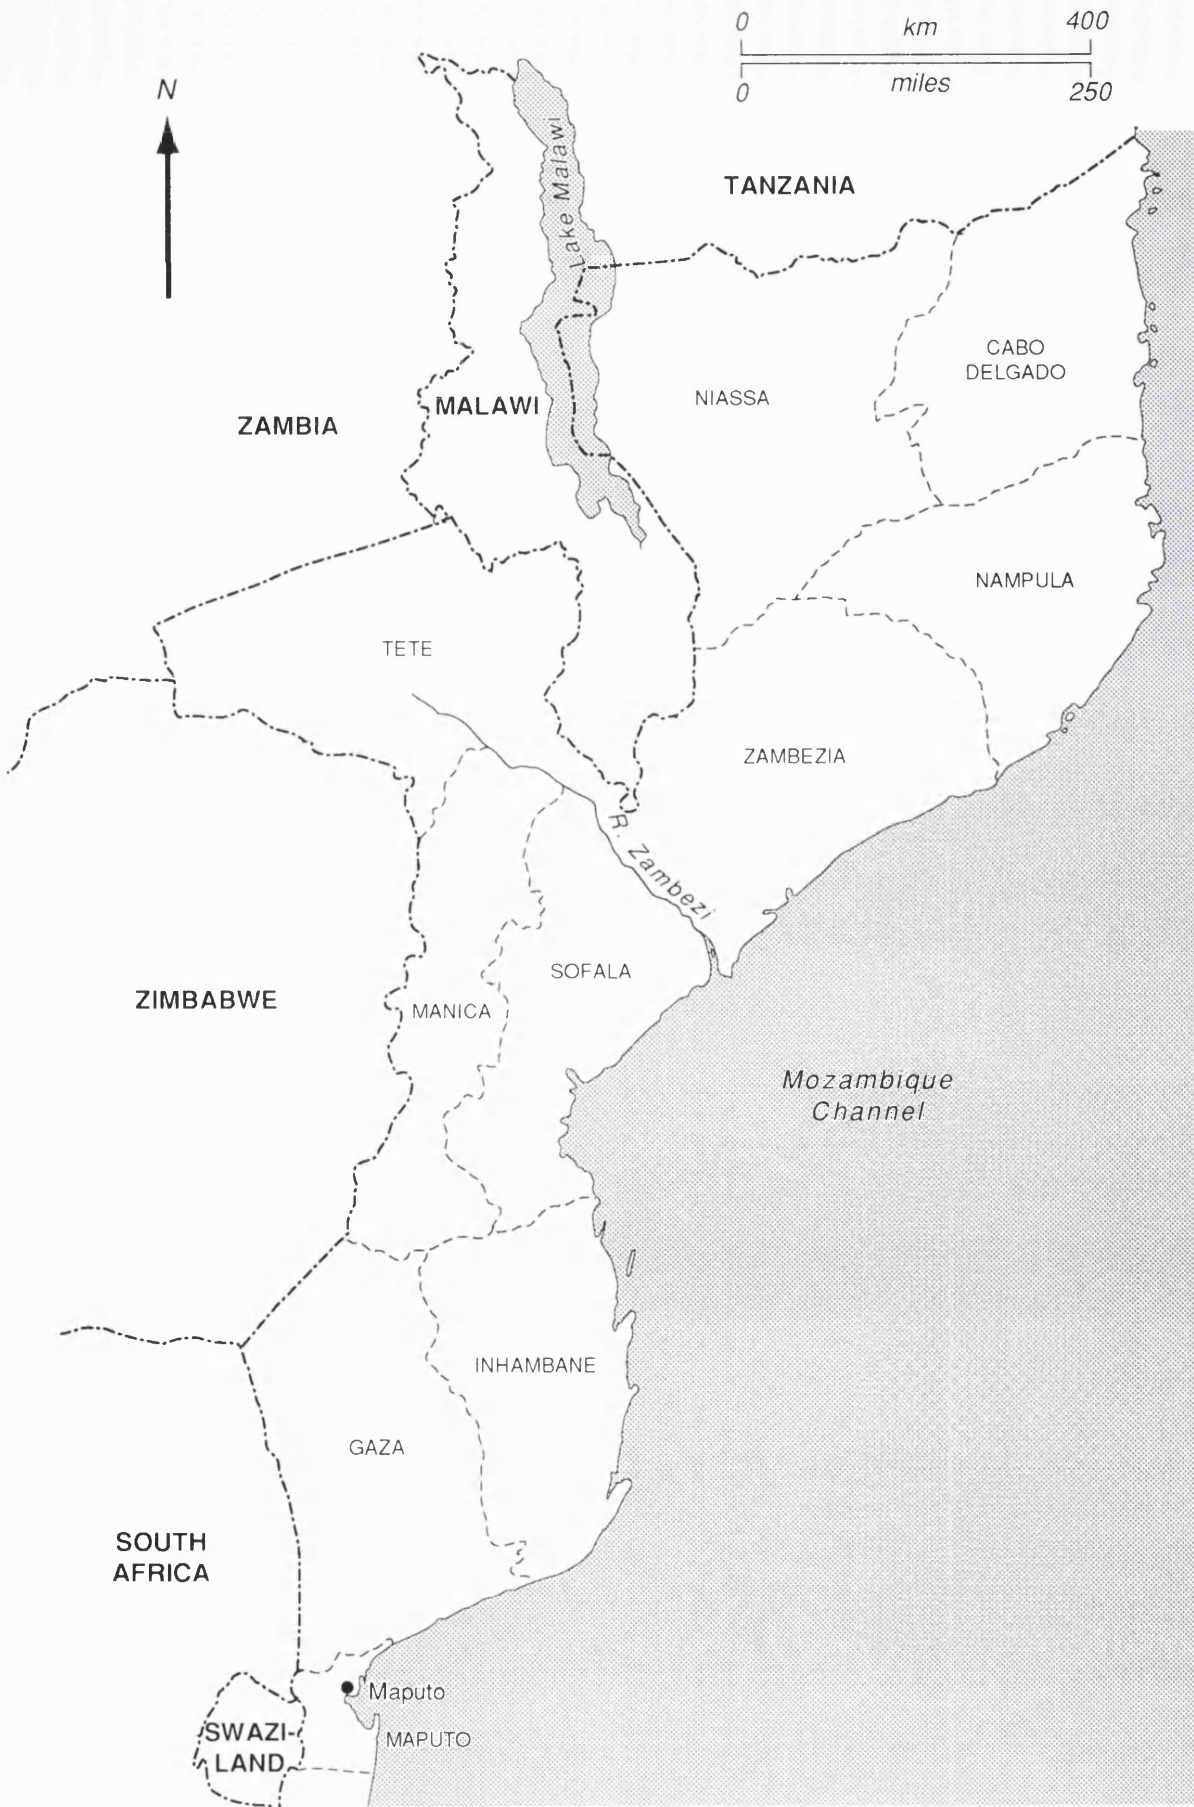 0 km 400
0 miles 250
N
Lake Malawi
TANZANIA
CABO
DELGADO
NIASSA
MALAWI
ZAMBIA
NAMPULA
TETE
ZAMBEZIA
R. Zambezi
SOFALA
ZIMBABWE
MANICA
Mozambique
Channel
INHAMBANE
GAZA
SOUTH
AFRICA
Maputo
SWAZI-
LAND
MAPUTO